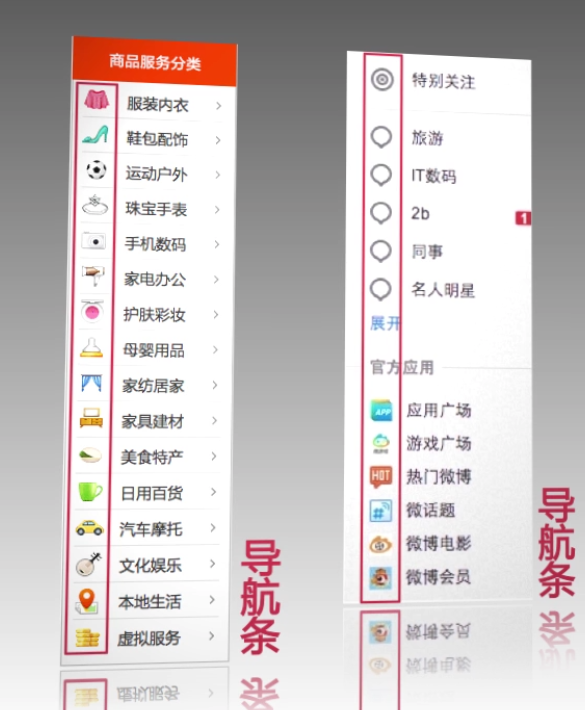 商品服务分类
服装内衣
鞋包配饰
运动户外
珠宝手表
手机数码
家电办公
护肤彩妆
母婴用品
家纺居家
家具建材
美食特产
日用百货
汽车摩托
文化娱乐
本地生活
虚拟服务
导航条
特别关注
旅游
IT数码
2b
1
同事
名人明星
展开
官方应用
APP
应用广场
游戏广场
HOT
热门微博
#
微话题
微博电影
微博会员
导航条